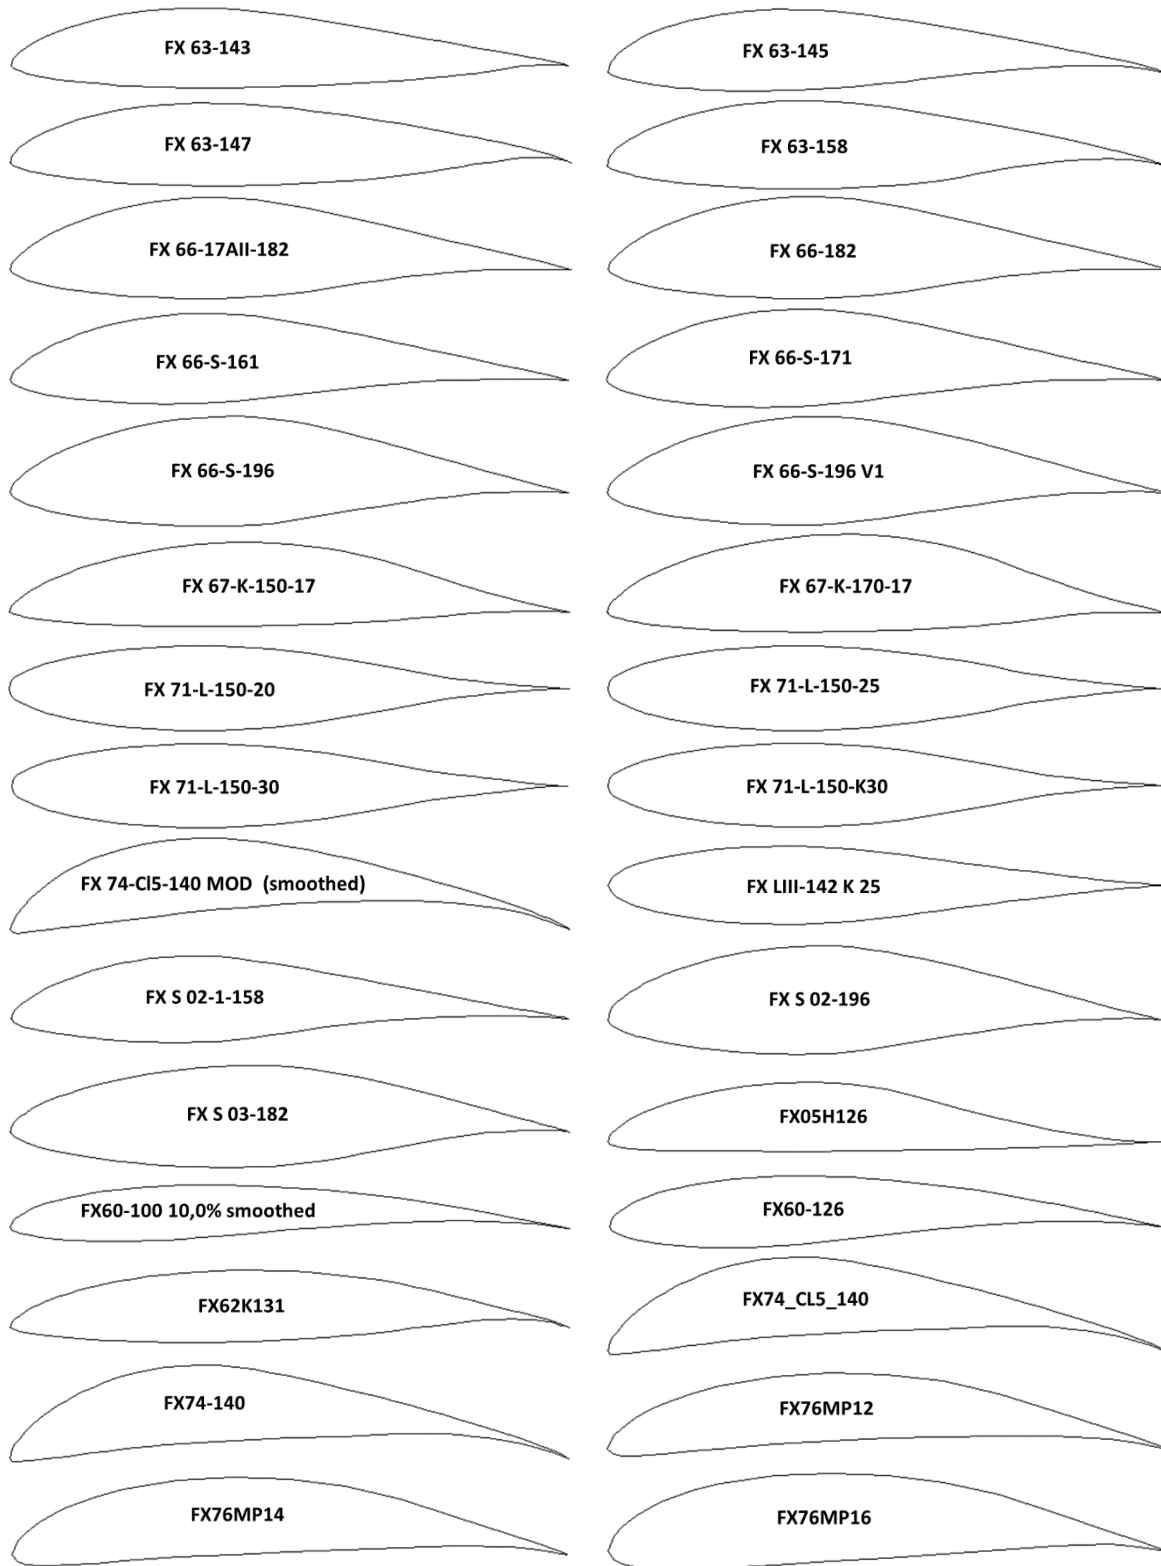 FX 63-143
FX 63-145
FX 63-147
FX 63-158
FX 66-17AII-182
FX 66-182
FX 66-S-161
FX 66-S-171
FX 66-S-196
FX 66-S-196 V1
FX 67-K-150-17
FX 67-K-170-17
FX 71-L-150-20
FX 71-L-150-25
FX 71-L-150-30
FX 71-L-150-K30
FX 74-Cl5-140 MOD (smoothed)
FX LIII-142 K 25
FX S 02-1-158
FX S 02-196
FX S 03-182
FX05H126
FX60-100 10,0% smoothed
FX60-126
FX62K131
FX74_CL5_140
FX74-140
FX76MP12
FX76MP14
FX76MP16